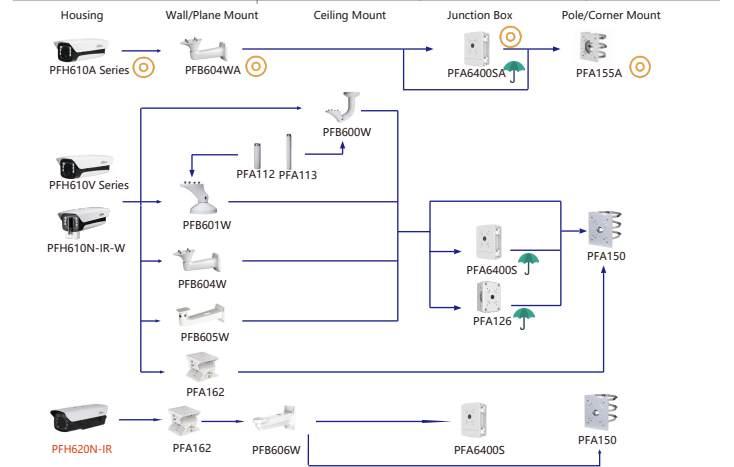 Housing Wall/Plane Mount Ceiling Mount Junction Box Pole/Corner Mount
PFH610A Series PFB604WA PFA6400SA PFA155A
PFB600W
PFA112 PFA113
PFH610V Series
PFB601W
PFH610N-IR-W
PFA150
PFA6400S
PFB604W
PFA126
PFB605W
PFA162
PFH620N-IR PFA162 PFB606W PFA6400S PFA150